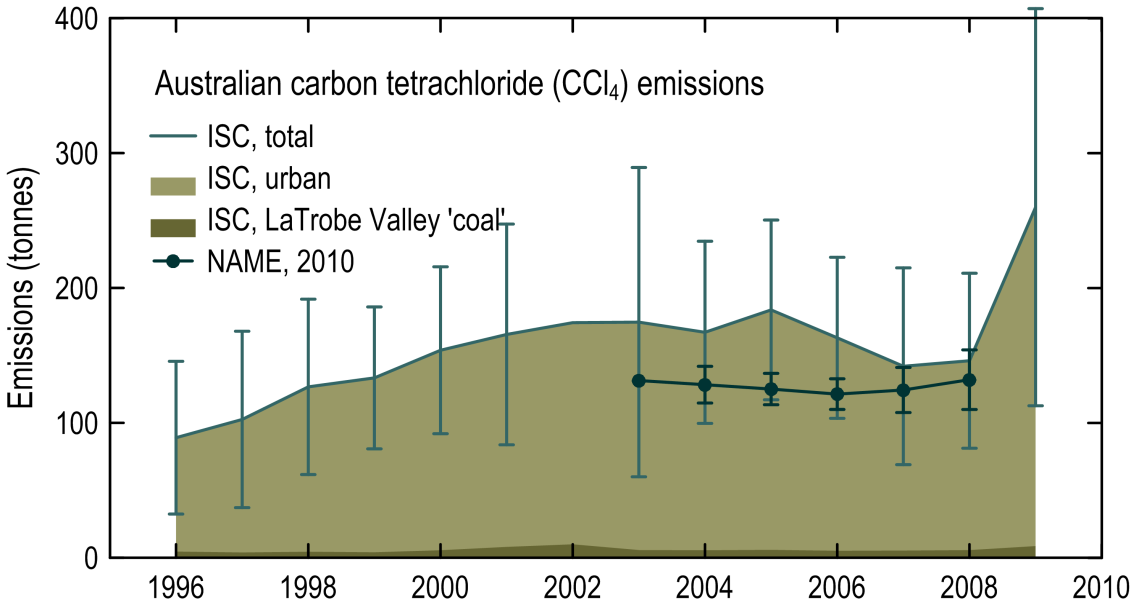 Australian carbon tetrachloride (CCl₄) emissions
ISC, total
ISC, urban
ISC, LaTrobe Valley 'coal'
NAME, 2010
Emissions (tonnes)
400
300
200
100
0
1996 1998 2000 2002 2004 2006 2008 2010